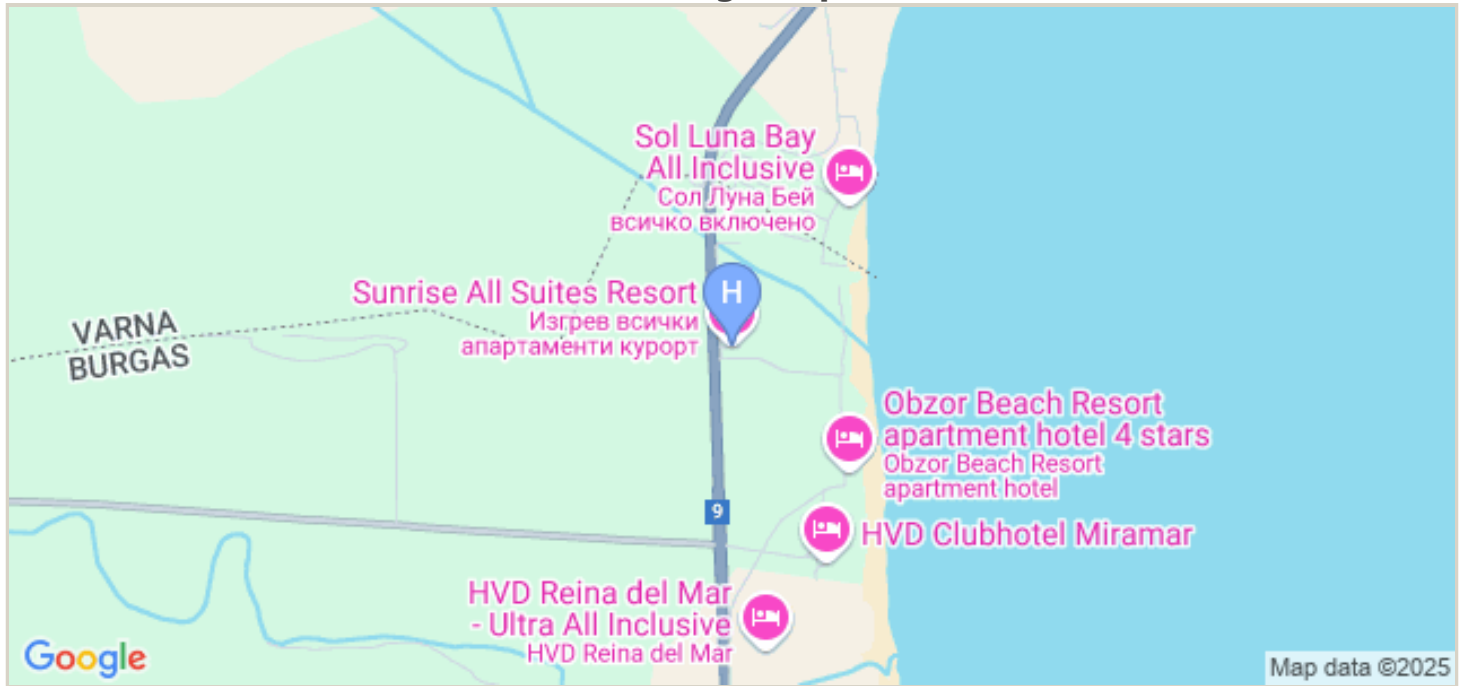 Sol Luna Bay
All Inclusive
Сол Луна Бей
всичко включено
Sunrise All Suites Resort
Изгрев всички
апартаменти курорт
H
VARNA
BURGAS
Obzor Beach Resort
apartment hotel 4 stars
Obzor Beach Resort
apartment hotel
9
HVD Clubhotel Miramar
HVD Reina del Mar
- Ultra All Inclusive
HVD Reina del Mar
Google
Map data ©2025